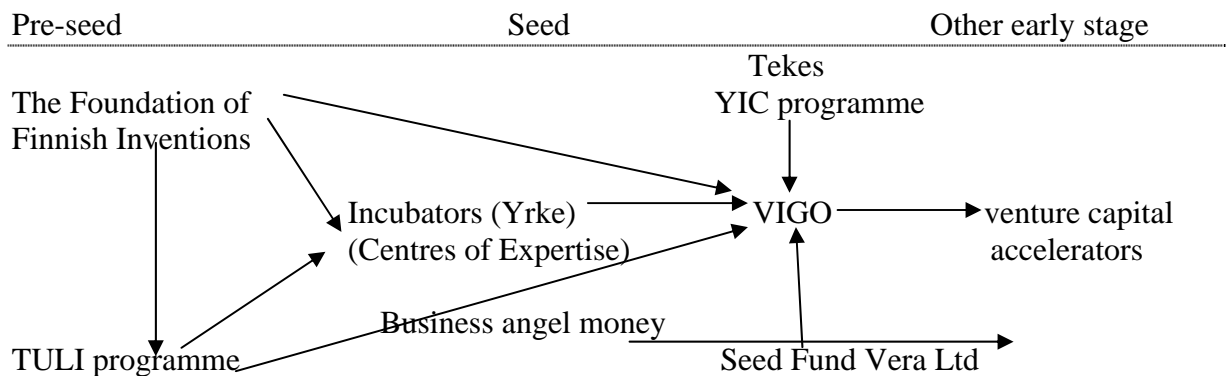 Pre-seed Seed Other early stage
Tekes
The Foundation of YIC programme
Finnish Inventions
Incubators (Yrke) VIGO venture capital
(Centres of Expertise) accelerators
Business angel money
TULI programme Seed Fund Vera Ltd